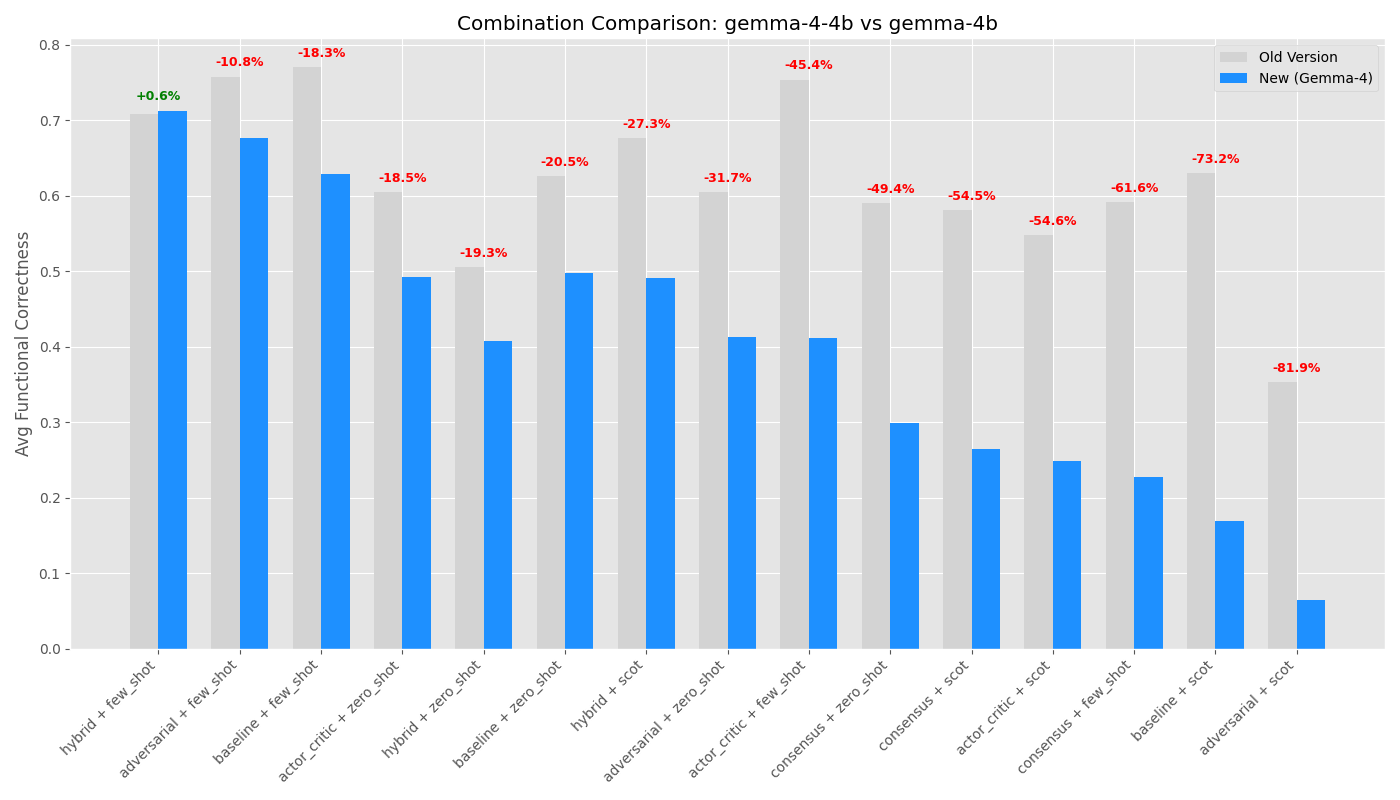 Combination Comparison: gemma-4-4b vs gemma-4b
Old Version
New (Gemma-4)
Avg Functional Correctness
0.8
0.7
0.6
0.5
0.4
0.3
0.2
0.1
0.0
+0.6%
-10.8%
-18.3%
-18.5%
-19.3%
-20.5%
-27.3%
-31.7%
-45.4%
-49.4%
-54.5%
-54.6%
-61.6%
-73.2%
-81.9%
hybrid + few_shot
adversarial + few_shot
baseline + few_shot
actor_critic + zero_shot
hybrid + zero_shot
baseline + zero_shot
hybrid + scot
adversarial + zero_shot
actor_critic + few_shot
consensus + zero_shot
consensus + scot
actor_critic + scot
consensus + few_shot
baseline + scot
adversarial + scot